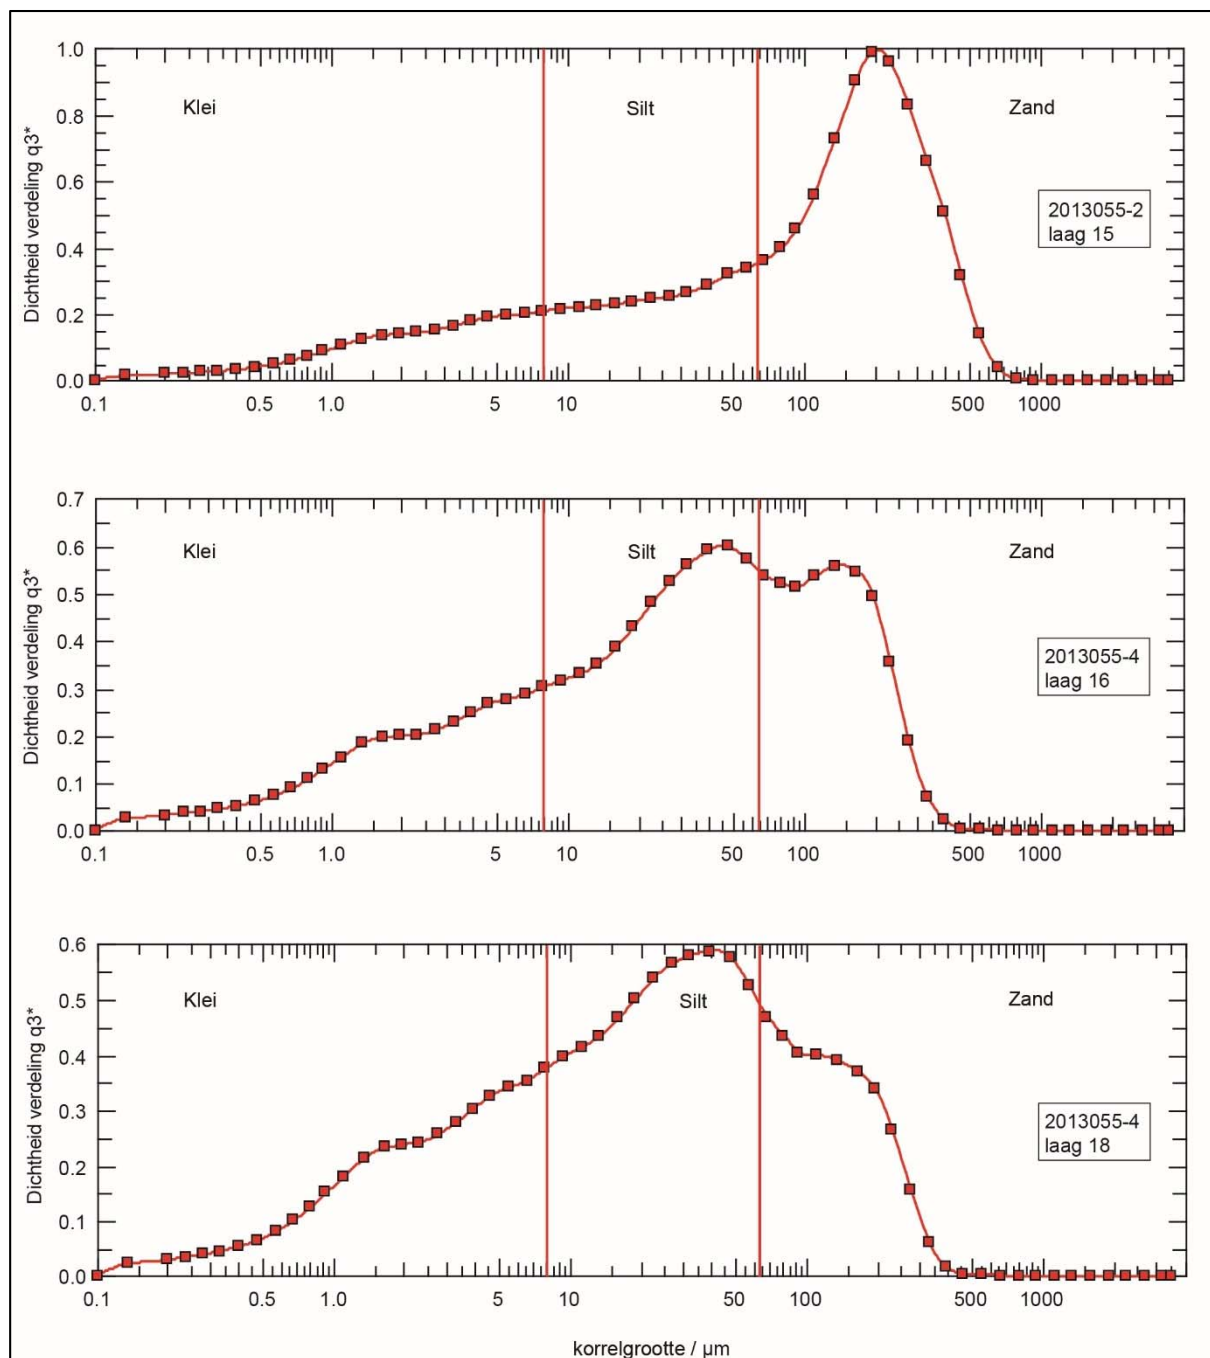 Dichtheid verdeling q3*
1.0
0.8
0.6
0.4
0.2
0.0
Klei
Silt
Zand
2013055-2
laag 15
0.1 0.5 1.0 5 10 50 100 500 1000
Dichtheid verdeling q3*
0.7
0.6
0.5
0.4
0.3
0.2
0.1
0.0
Klei
Silt
Zand
2013055-4
laag 16
0.1 0.5 1.0 5 10 50 100 500 1000
Dichtheid verdeling q3*
0.6
0.5
0.4
0.3
0.2
0.1
0.0
Klei
Silt
Zand
2013055-4
laag 18
0.1 0.5 1.0 5 10 50 100 500 1000
korrelgrootte / µm